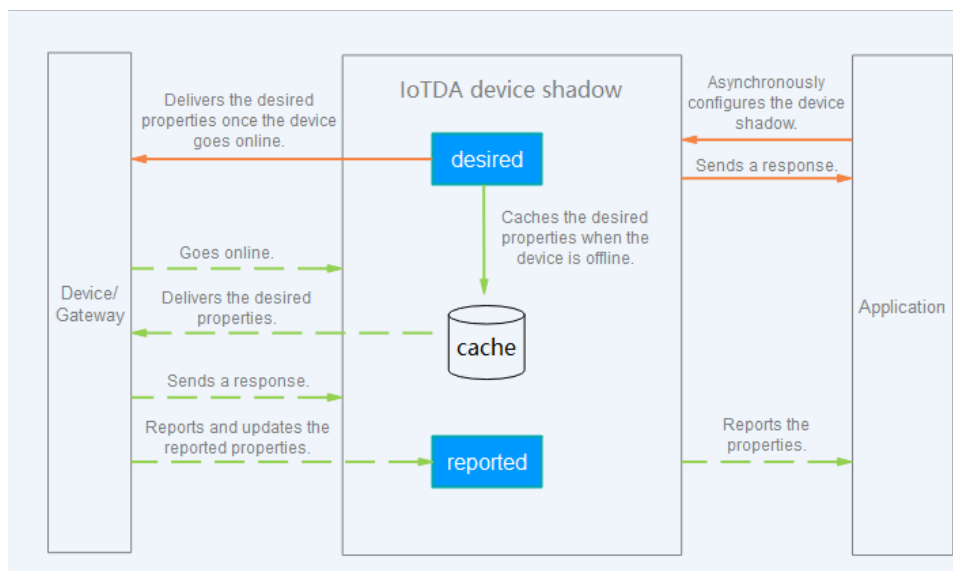 IoTDA device shadow
Delivers the desired
properties once the device
goes online.
Asynchronously
configures the device
shadow.
desired
Sends a response.
Caches the desired
properties when the
device is offline.
Goes online.
Device/
Gateway
Delivers the desired
properties.
Application
cache
Sends a response.
Reports and updates the
reported properties.
reported
Reports the
properties.